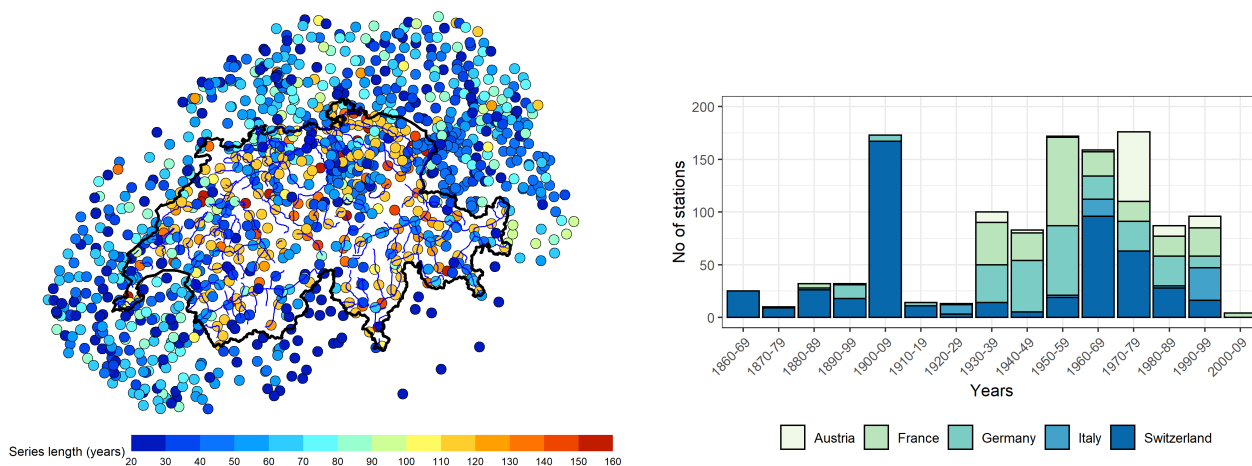 Series length (years)
20 30 40 50 60 70 80 90 100 110 120 130 140 150 160
No of stations
200
150
100
50
0
1860-69 1870-79 1880-89 1890-99 1900-09 1910-19 1920-29 1930-39 1940-49 1950-59 1960-69 1970-79 1980-89 1990-99 2000-09
Years
Austria France Germany Italy Switzerland